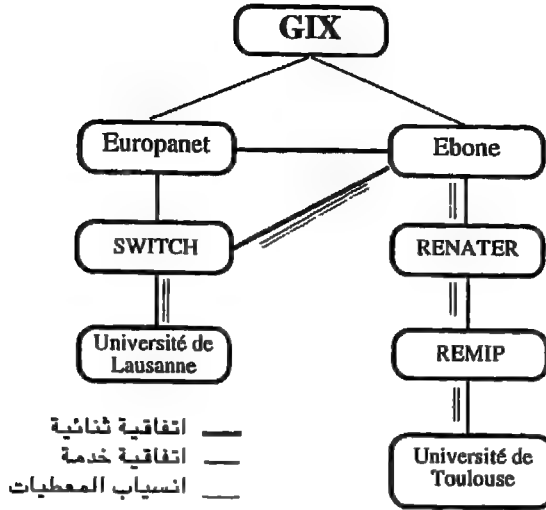 GIX
Europanet
Ebone
SWITCH
RENATER
Université de
Lausanne
REMIP
Université de
Toulouse
اتفاقية ثنائية
اتفاقية خدمة
انسياب المعطيات